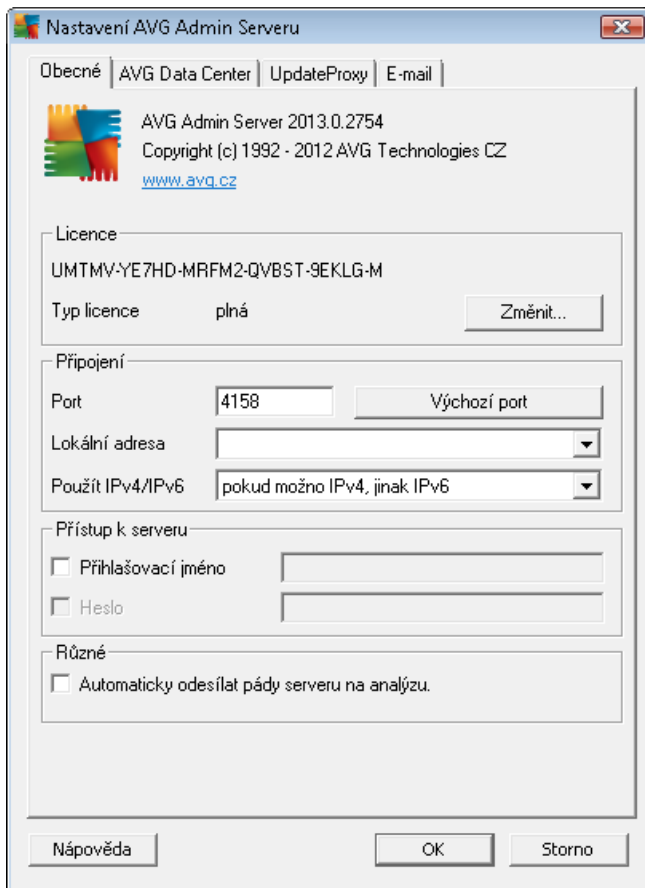 Nastavení AVG Admin Serveru
Obecné AVG Data Center UpdateProxy E-mail
AVG Admin Server 2013.0.2754
Copyright (c) 1992 - 2012 AVG Technologies CZ
www.avg.cz
Licence
UMTMV-YE7HD-MRFM2-QVBST-9EKLG-M
Typ licence plná Změnit...
Připojení
Port 4158 Výchozí port
Lokální adresa
Použít IPv4/IPv6 pokud možno IPv4, jinak IPv6
Přístup k serveru
Přihlašovací jméno
Heslo
Různé
Automaticky odesílat pády serveru na analýzu.
Nápověda OK Storno